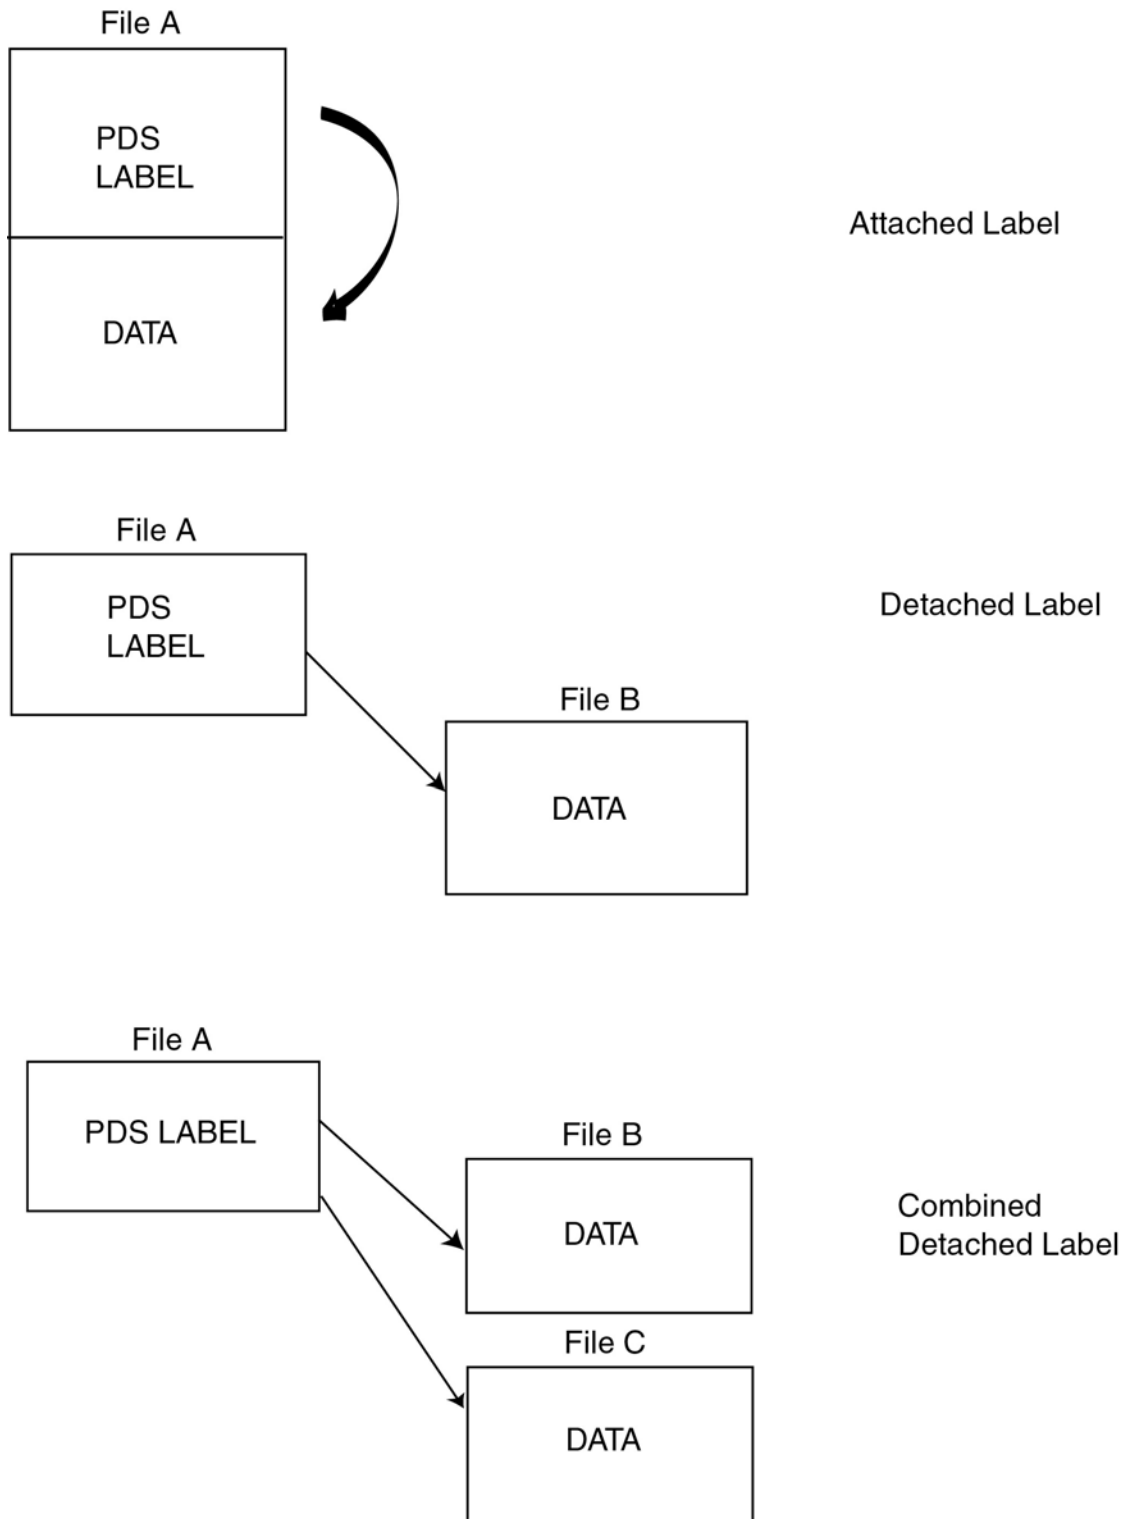 File A
PDS
LABEL
Attached Label
DATA
File A
PDS
LABEL
Detached Label
File B
DATA
File A
PDS LABEL
File B
DATA
Combined
Detached Label
File C
DATA